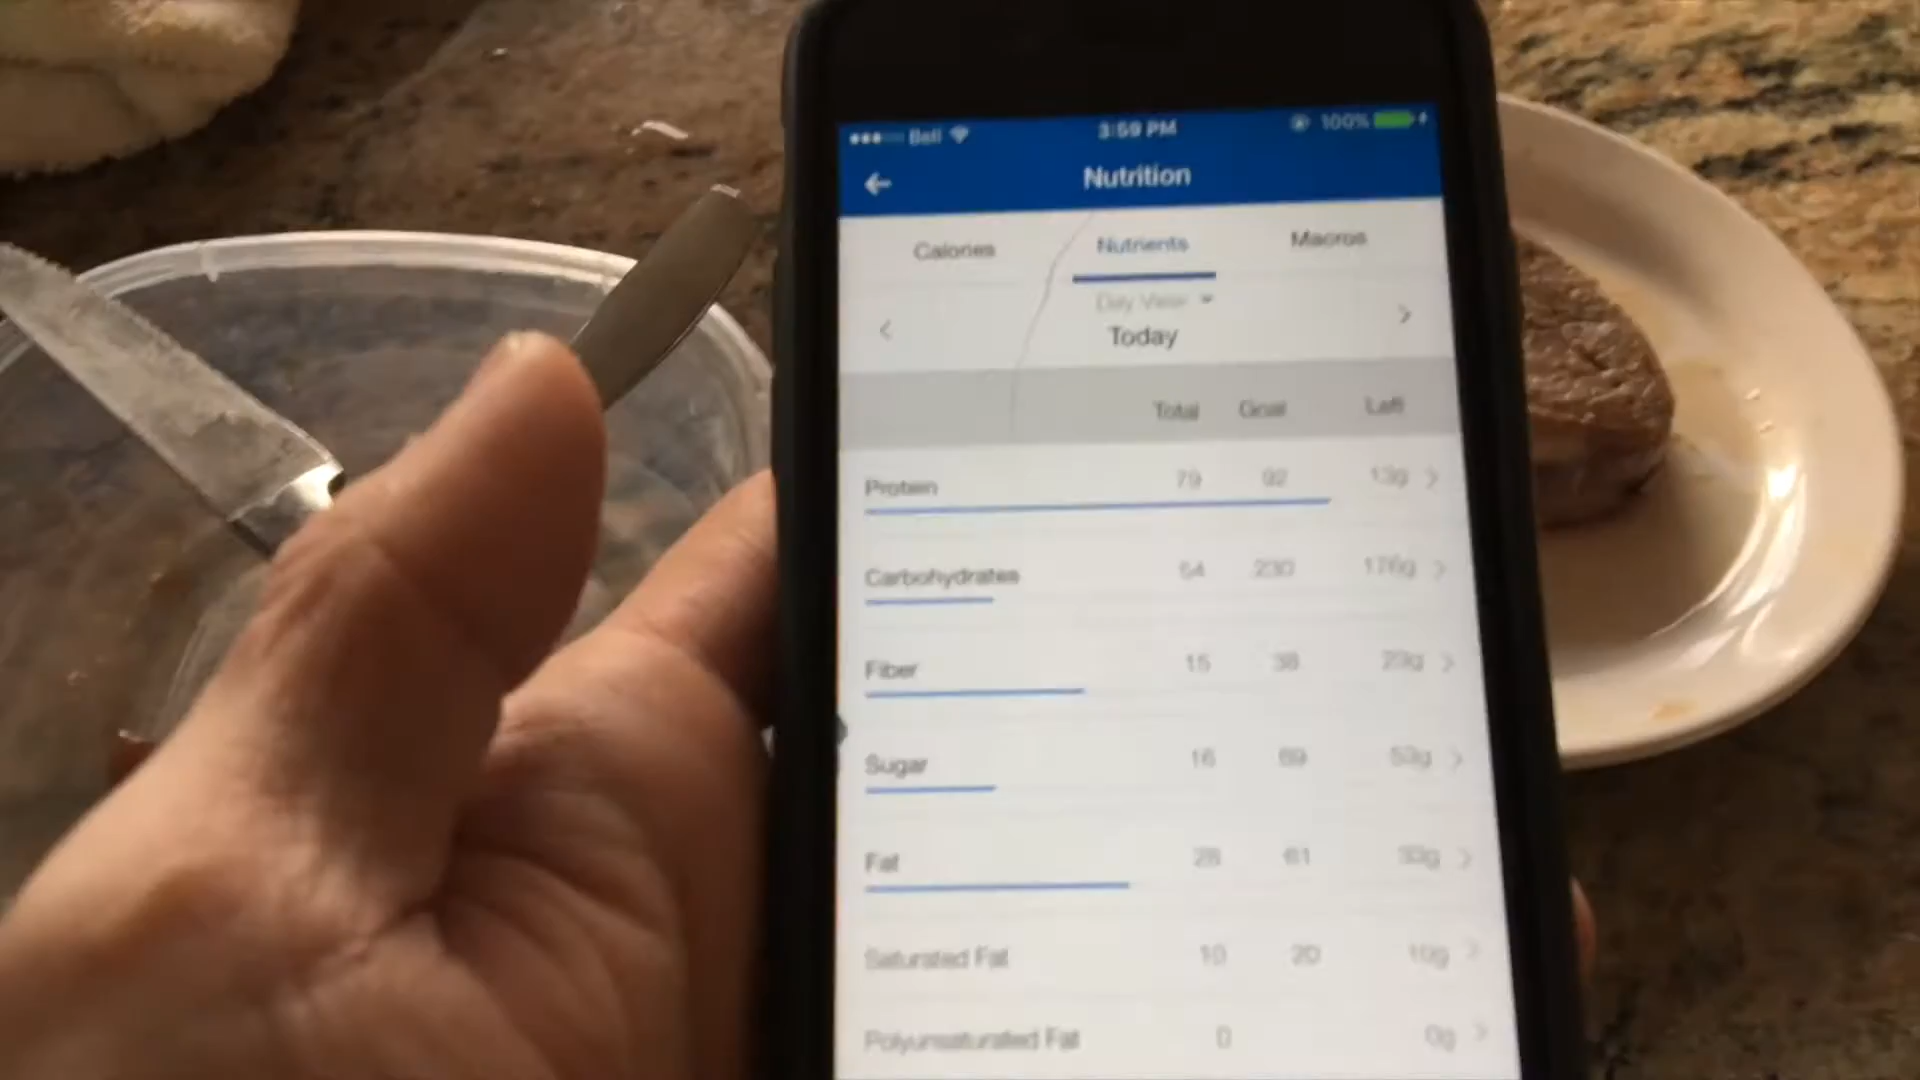 Bell 3:59 PM 100%
Nutrition
Calories Nutrients Macros
Day View
Today
Total Goal Left
Protein 79 92 13g
Carbohydrates 54 230 176g
Fiber 15 38 23g
Sugar 16 69 53g
Fat 28 61 33g
Saturated Fat 10 20 10g
Polyunsaturated Fat 0 0g